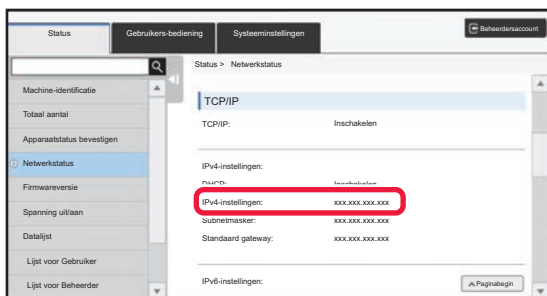 Status
Gebruikers-bediening
Systeeminstellingen
Beheerdersaccount
Status > Netwerkstatus
Machine-identificatie
Totaal aantal
Apparaatstatus bevestigen
Netwerkstatus
Firmwareversie
Spanning uit/aan
Datalijst
Lijst voor Gebruiker
Lijst voor Beheerder
TCP/IP
TCP/IP: Inschakelen
IPv4-instellingen:
DHCP: Inschakelen
IPv4-instellingen: xxx.xxx.xxx.xxx
Subnetmasker: xxx.xxx.xxx.xxx
Standaard gateway: xxx.xxx.xxx.xxx
IPv6-instellingen:
Paginabegin